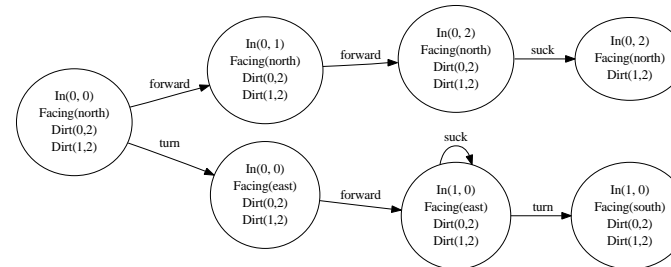 In(0, 0)
Facing(north)
Dirt(0,2)
Dirt(1,2)
forward
In(0, 1)
Facing(north)
Dirt(0,2)
Dirt(1,2)
forward
In(0, 2)
Facing(north)
Dirt(0,2)
Dirt(1,2)
suck
In(0, 2)
Facing(north)
Dirt(1,2)
turn
In(0, 0)
Facing(east)
Dirt(0,2)
Dirt(1,2)
forward
suck
In(1, 0)
Facing(east)
Dirt(0,2)
Dirt(1,2)
turn
In(1, 0)
Facing(south)
Dirt(0,2)
Dirt(1,2)